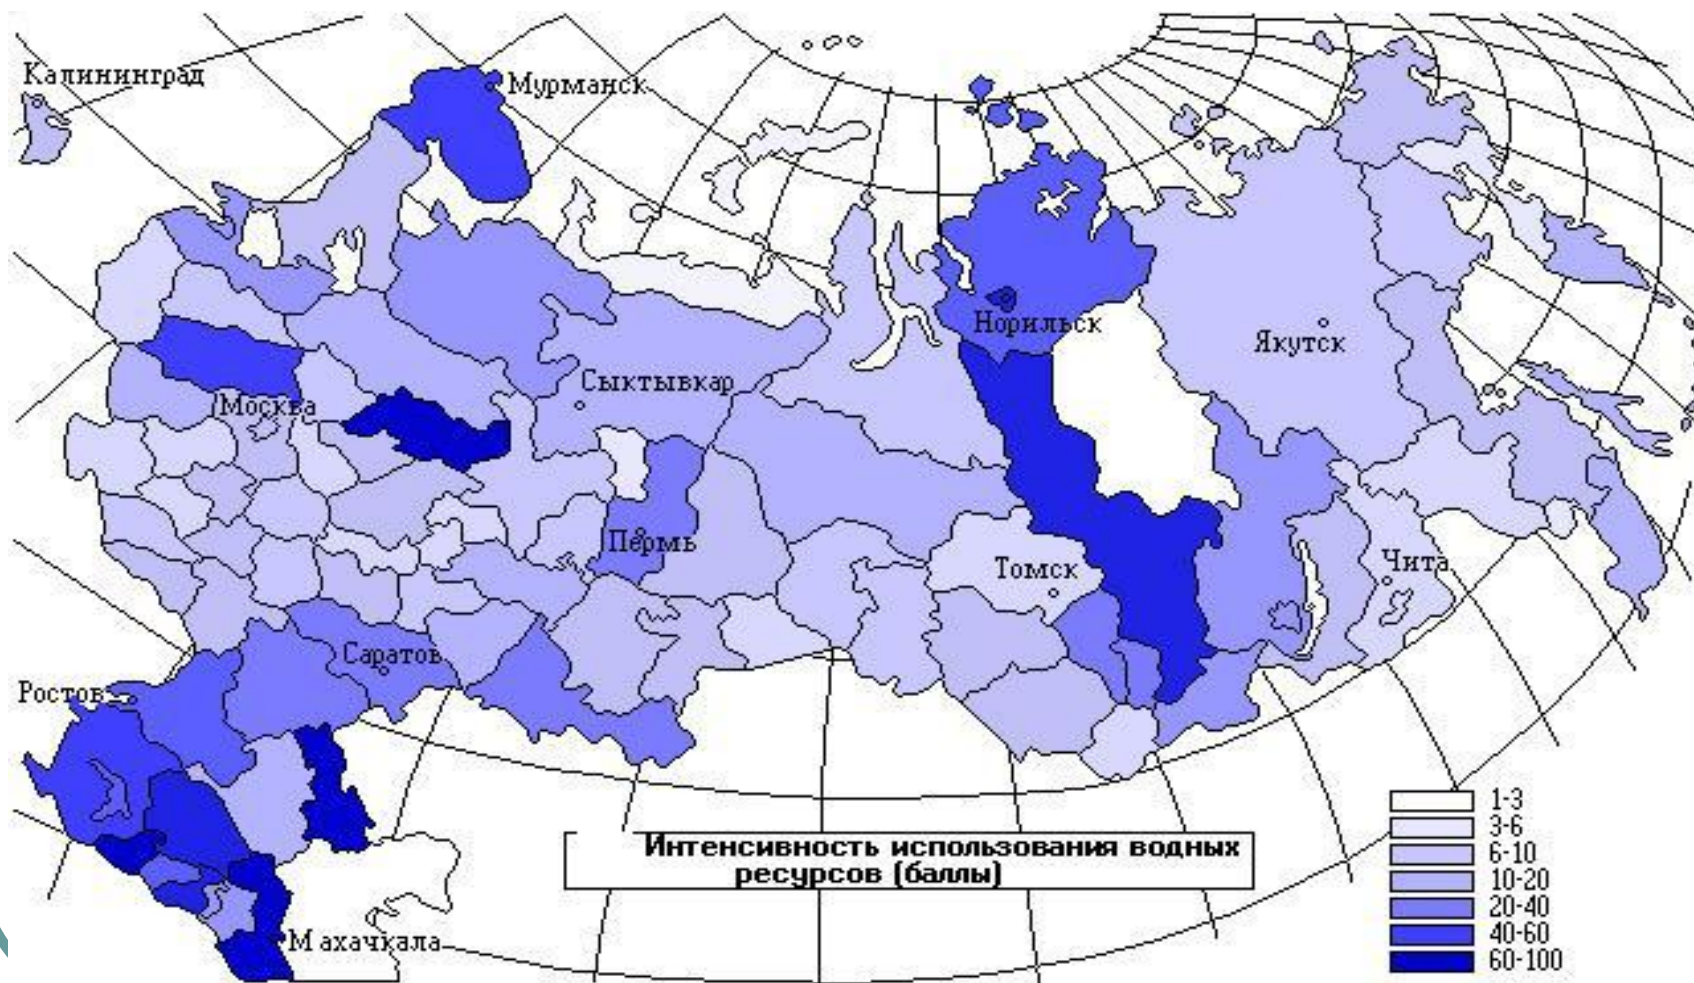 Калининград
Мурманск
Норильск
Якутск
Сыктывкар
Москва
Пермь
Томск
Чита
Саратов
Ростов
Махачкала
Интенсивность использования водных
ресурсов (баллы)
1-3
3-6
6-10
10-20
20-40
40-60
60-100